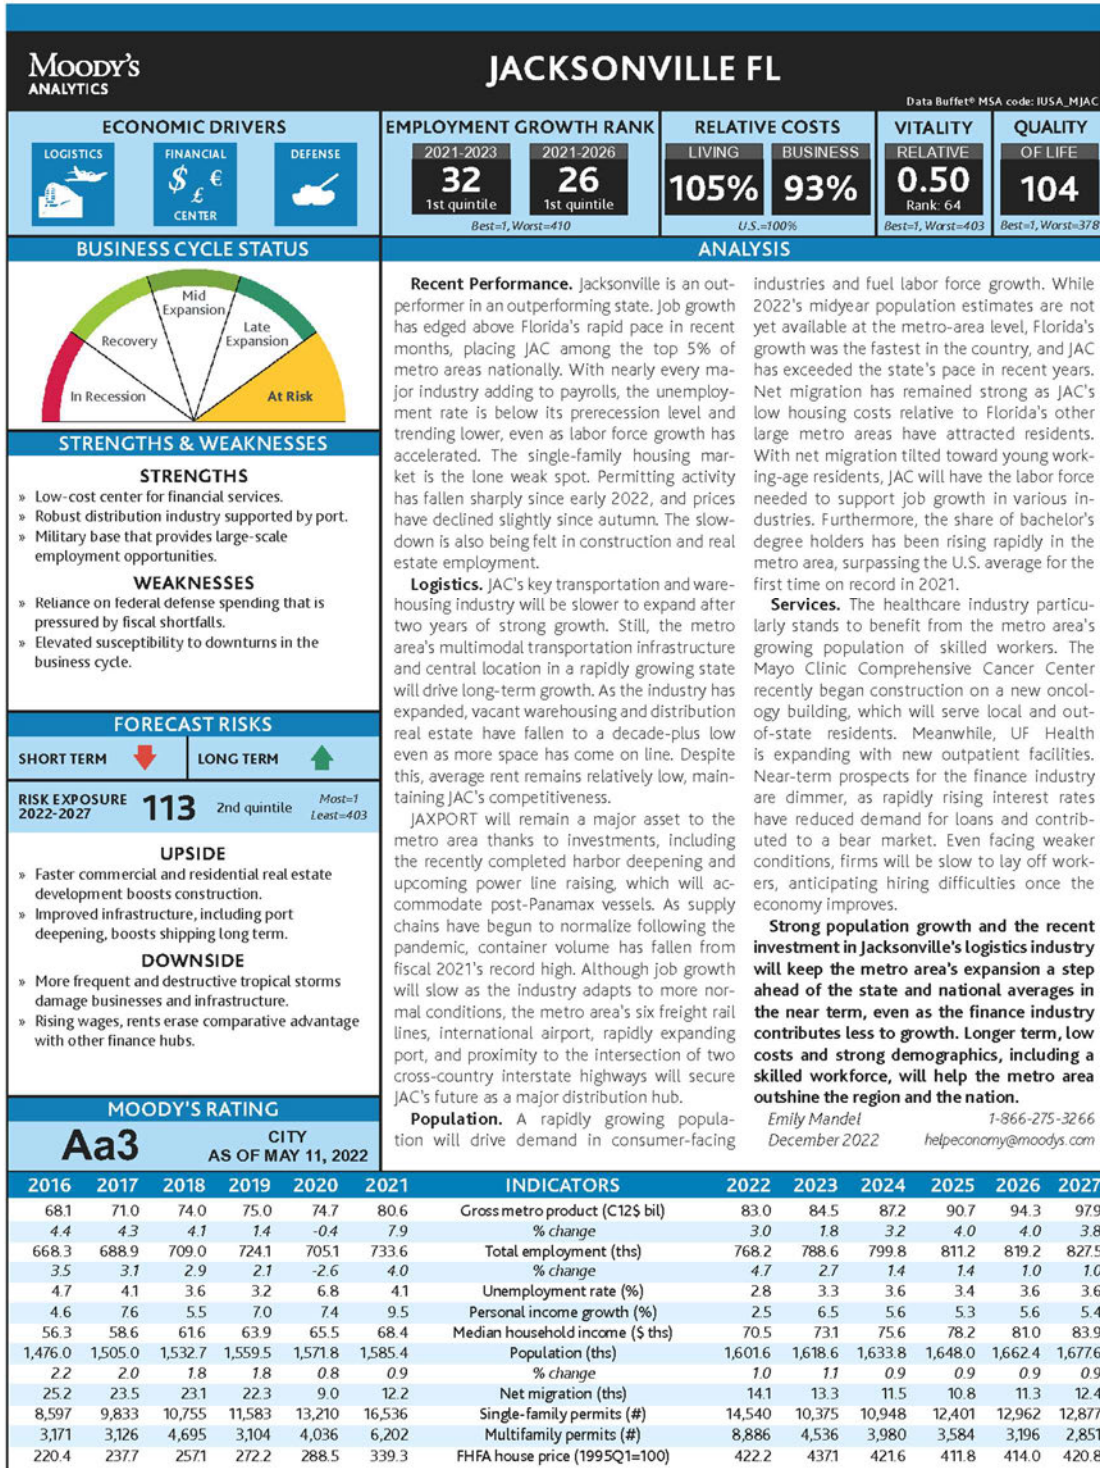 MOODY'S
ANALYTICS
JACKSONVILLE FL
Data Buffet® MSA code: IUSA_MJAC
ECONOMIC DRIVERS
LOGISTICS
FINANCIAL
CENTER
DEFENSE
$ € £
EMPLOYMENT GROWTH RANK
2021-2023
32
1st quintile
2021-2026
26
1st quintile
Best=1, Worst=410
RELATIVE COSTS
LIVING
105%
BUSINESS
93%
U.S.=100%
VITALITY
RELATIVE
0.50
Rank: 64
Best=1, Worst=403
QUALITY
OF LIFE
104
Best=1, Worst=378
BUSINESS CYCLE STATUS
In Recession
Recovery
Mid
Expansion
Late
Expansion
At Risk
STRENGTHS & WEAKNESSES
STRENGTHS
» Low-cost center for financial services.
» Robust distribution industry supported by port.
» Military base that provides large-scale
employment opportunities.
WEAKNESSES
» Reliance on federal defense spending that is
pressured by fiscal shortfalls.
» Elevated susceptibility to downturns in the
business cycle.
FORECAST RISKS
SHORT TERM
LONG TERM
RISK EXPOSURE
2022-2027
113
2nd quintile
Most=1
Least=403
UPSIDE
» Faster commercial and residential real estate
development boosts construction.
» Improved infrastructure, including port
deepening, boosts shipping long term.
DOWNSIDE
» More frequent and destructive tropical storms
damage businesses and infrastructure.
» Rising wages, rents erase comparative advantage
with other finance hubs.
MOODY'S RATING
Aa3
CITY
AS OF MAY 11, 2022
ANALYSIS
Recent Performance. Jacksonville is an out-
performer in an outperforming state. Job growth
has edged above Florida's rapid pace in recent
months, placing JAC among the top 5% of
metro areas nationally. With nearly every ma-
jor industry adding to payrolls, the unemploy-
ment rate is below its prerecession level and
trending lower, even as labor force growth has
accelerated. The single-family housing mar-
ket is the lone weak spot. Permitting activity
has fallen sharply since early 2022, and prices
have declined slightly since autumn. The slow-
down is also being felt in construction and real
estate employment.
Logistics. JAC's key transportation and ware-
housing industry will be slower to expand after
two years of strong growth. Still, the metro
area's multimodal transportation infrastructure
and central location in a rapidly growing state
will drive long-term growth. As the industry has
expanded, vacant warehousing and distribution
real estate have fallen to a decade-plus low
even as more space has come on line. Despite
this, average rent remains relatively low, main-
taining JAC's competitiveness.
JAXPORT will remain a major asset to the
metro area thanks to investments, including
the recently completed harbor deepening and
upcoming power line raising, which will ac-
commodate post-Panamax vessels. As supply
chains have begun to normalize following the
pandemic, container volume has fallen from
fiscal 2021's record high. Although job growth
will slow as the industry adapts to more nor-
mal conditions, the metro area's six freight rail
lines, international airport, rapidly expanding
port, and proximity to the intersection of two
cross-country interstate highways will secure
JAC's future as a major distribution hub.
Population. A rapidly growing popula-
tion will drive demand in consumer-facing
industries and fuel labor force growth. While
2022's midyear population estimates are not
yet available at the metro-area level, Florida's
growth was the fastest in the country, and JAC
has exceeded the state's pace in recent years.
Net migration has remained strong as JAC's
low housing costs relative to Florida's other
large metro areas have attracted residents.
With net migration tilted toward young work-
ing-age residents, JAC will have the labor force
needed to support job growth in various in-
dustries. Furthermore, the share of bachelor's
degree holders has been rising rapidly in the
metro area, surpassing the U.S. average for the
first time on record in 2021.
Services. The healthcare industry particu-
larly stands to benefit from the metro area's
growing population of skilled workers. The
Mayo Clinic Comprehensive Cancer Center
recently began construction on a new oncol-
ogy building, which will serve local and out-
of-state residents. Meanwhile, UF Health
is expanding with new outpatient facilities.
Near-term prospects for the finance industry
are dimmer, as rapidly rising interest rates
have reduced demand for loans and contrib-
uted to a bear market. Even facing weaker
conditions, firms will be slow to lay off work-
ers, anticipating hiring difficulties once the
economy improves.
Strong population growth and the recent
investment in Jacksonville's logistics industry
will keep the metro area's expansion a step
ahead of the state and national averages in
the near term, even as the finance industry
contributes less to growth. Longer term, low
costs and strong demographics, including a
skilled workforce, will help the metro area
outshine the region and the nation.
Emily Mandel 1-866-275-3266
December 2022 helpeconomy@moodys.com
2016 2017 2018 2019 2020 2021 INDICATORS 2022 2023 2024 2025 2026 2027
68.1 71.0 74.0 75.0 74.7 80.6 Gross metro product (C12$ bil) 83.0 84.5 87.2 90.7 94.3 97.9
4.4 4.3 4.1 1.4 -0.4 7.9 % change 3.0 1.8 3.2 4.0 4.0 3.8
668.3 688.9 709.0 724.1 705.1 733.6 Total employment (ths) 768.2 788.6 799.8 811.2 819.2 827.5
3.5 3.1 2.9 2.1 -2.6 4.0 % change 4.7 2.7 1.4 1.4 1.0 1.0
4.7 4.1 3.6 3.2 6.8 4.1 Unemployment rate (%) 2.8 3.3 3.6 3.4 3.6 3.6
4.6 7.6 5.5 7.0 7.4 9.5 Personal income growth (%) 2.5 6.5 5.6 5.3 5.6 5.4
56.3 58.6 61.6 63.9 65.5 68.4 Median household income ($ ths) 70.5 73.1 75.6 78.2 81.0 83.9
1,476.0 1,505.0 1,532.7 1,559.5 1,571.8 1,585.4 Population (ths) 1,601.6 1,618.6 1,633.8 1,648.0 1,662.4 1,677.6
2.2 2.0 1.8 1.8 0.8 0.9 % change 1.0 1.1 0.9 0.9 0.9 0.9
25.2 23.5 23.1 22.3 9.0 12.2 Net migration (ths) 14.1 13.3 11.5 10.8 11.3 12.4
8,597 9,833 10,755 11,583 13,210 16,536 Single-family permits (#) 14,540 10,375 10,948 12,401 12,962 12,877
3,171 3,126 4,695 3,104 4,036 6,202 Multifamily permits (#) 8,886 4,536 3,980 3,584 3,196 2,851
220.4 237.7 257.1 272.2 288.5 339.3 FHFA house price (1995Q1=100) 422.2 437.1 421.6 411.8 414.0 420.8